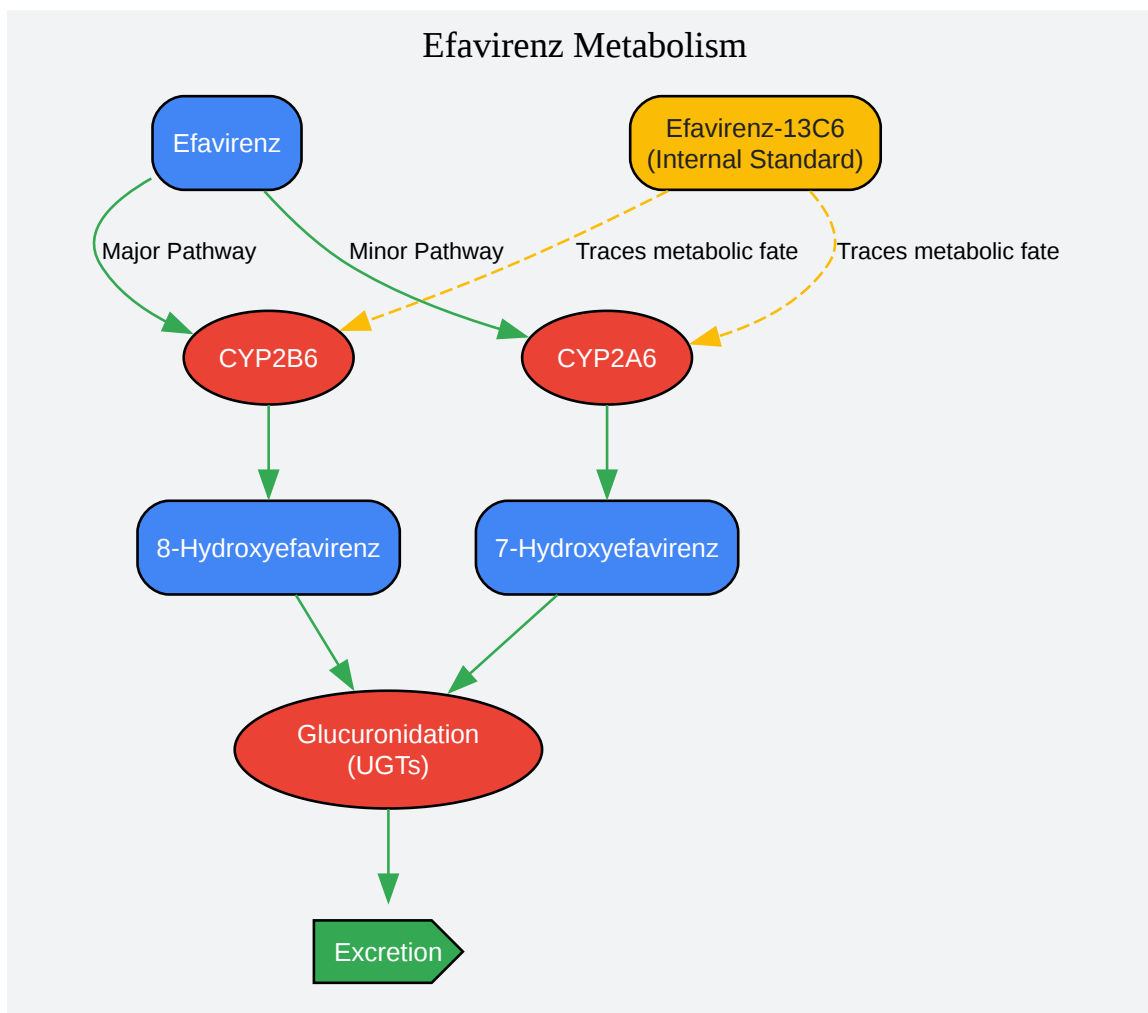 Efavirenz Metabolism
Efavirenz
Efavirenz-13C6
(Internal Standard)
Major Pathway
Minor Pathway
Traces metabolic fate
Traces metabolic fate
CYP2B6
CYP2A6
8-Hydroxyefavirenz
7-Hydroxyefavirenz
Glucuronidation
(UGTs)
Excretion